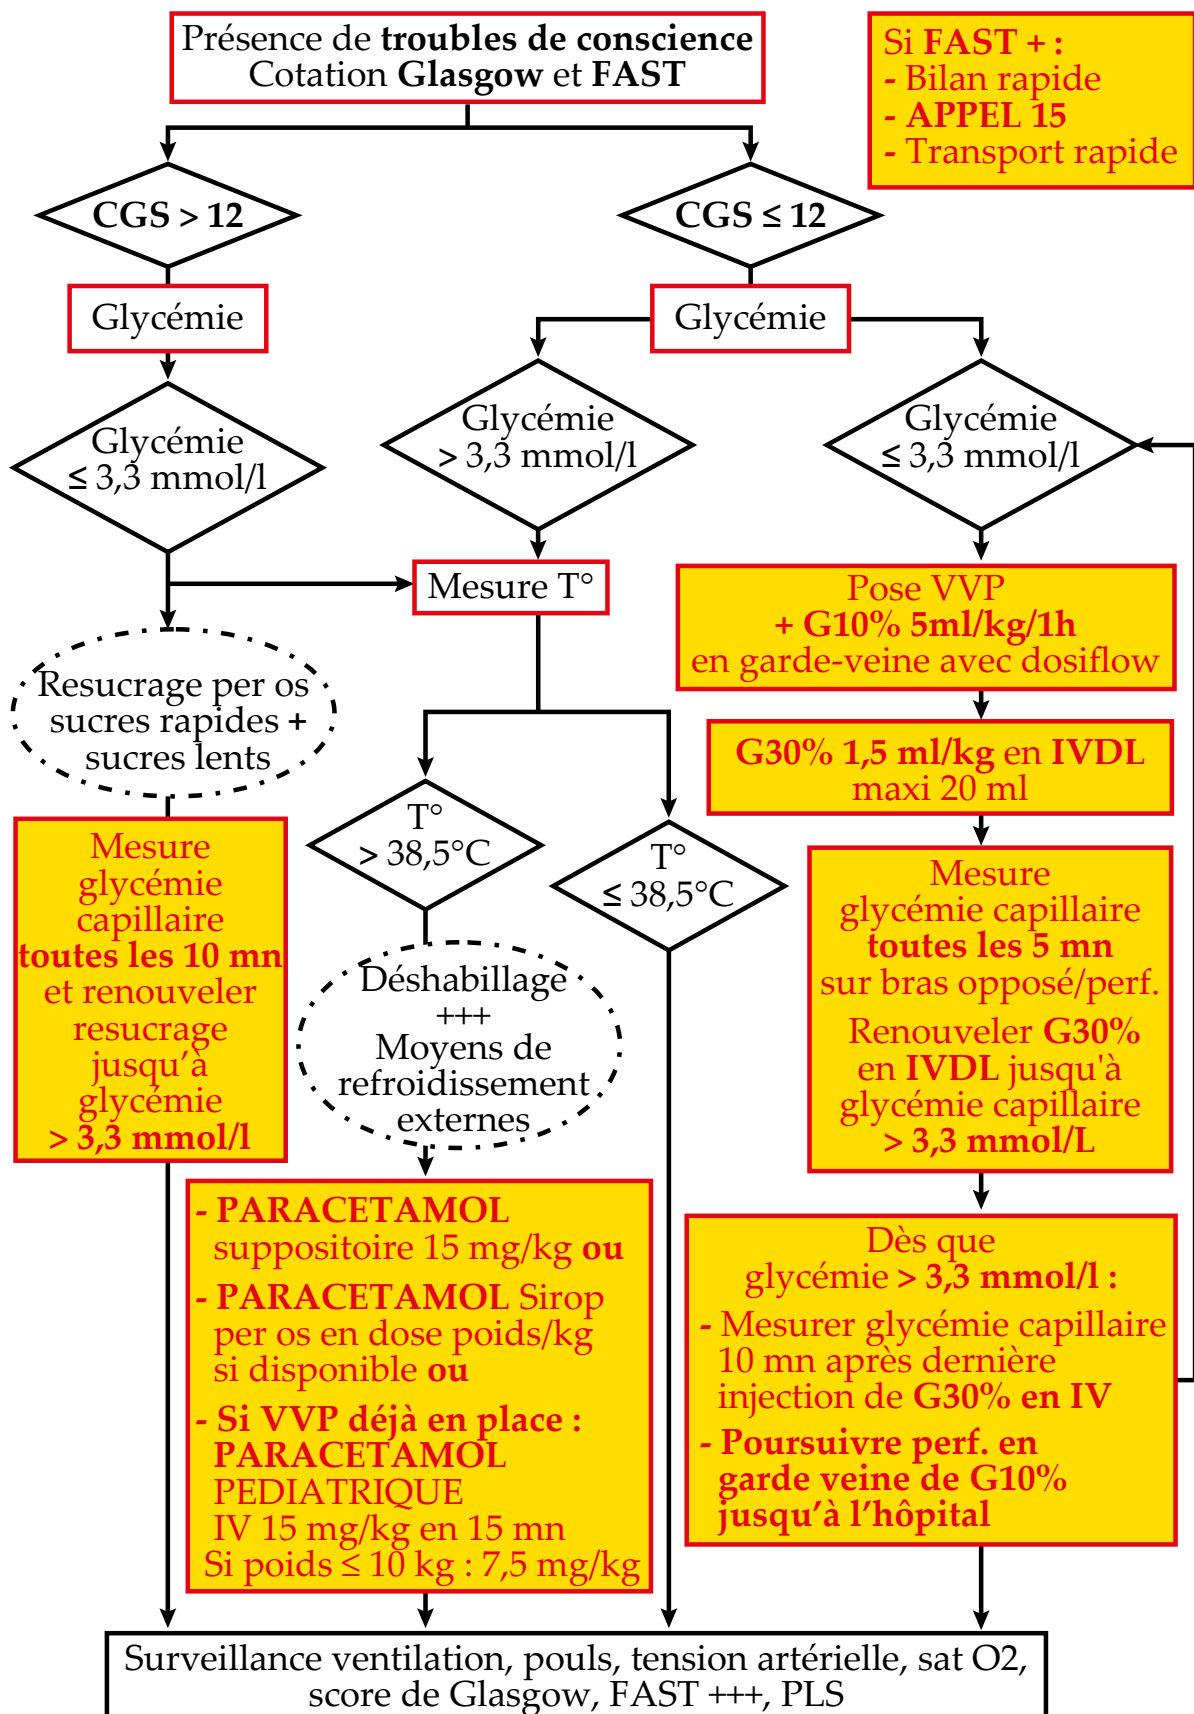 Présence de troubles de conscience
Cotation Glasgow et FAST
Si FAST + :
- Bilan rapide
- APPEL 15
- Transport rapide
CGS > 12
CGS ≤ 12
Glycémie
Glycémie
Glycémie
≤ 3,3 mmol/l
Glycémie
> 3,3 mmol/l
Glycémie
≤ 3,3 mmol/l
Mesure T°
Pose VVP
+ G10% 5ml/kg/1h
en garde-veine avec dosiflow
Resucrage per os
sucres rapides +
sucres lents
G30% 1,5 ml/kg en IVDL
maxi 20 ml
T°
> 38,5°C
T°
≤ 38,5°C
Mesure
glycémie
capillaire
toutes les 10 mn
et renouveler
resucrage
jusqu’à
glycémie
> 3,3 mmol/l
Mesure
glycémie capillaire
toutes les 5 mn
sur bras opposé/perf.
Renouveler G30%
en IVDL jusqu'à
glycémie capillaire
> 3,3 mmol/L
Déshabillage
+++
Moyens de
refroidissement
externes
- PARACETAMOL
suppositoire 15 mg/kg ou
- PARACETAMOL Sirop
per os en dose poids/kg
si disponible ou
- Si VVP déjà en place :
PARACETAMOL
PEDIATRIQUE
IV 15 mg/kg en 15 mn
Si poids ≤ 10 kg : 7,5 mg/kg
Dès que
glycémie > 3,3 mmol/l :
- Mesurer glycémie capillaire
10 mn après dernière
injection de G30% en IV
- Poursuivre perf. en
garde veine de G10%
jusqu’à l’hôpital
Surveillance ventilation, pouls, tension artérielle, sat O2,
score de Glasgow, FAST +++, PLS